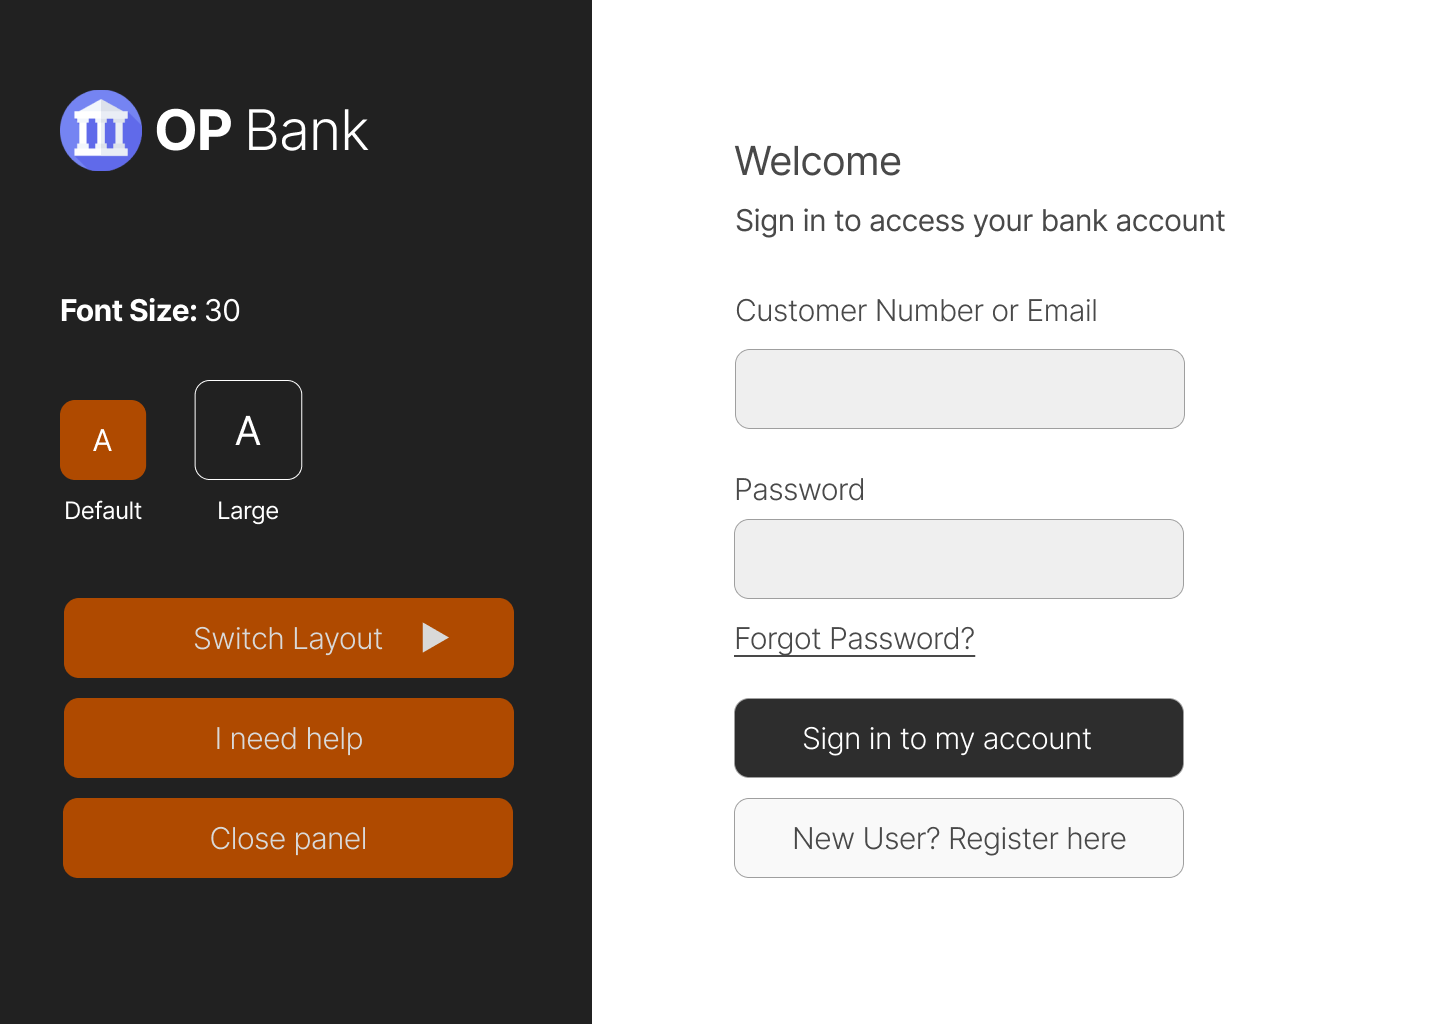 OP Bank
Font Size: 30
A
A
Default
Large
Switch Layout
I need help
Close panel
Welcome
Sign in to access your bank account
Customer Number or Email
Password
Forgot Password?
Sign in to my account
New User? Register here